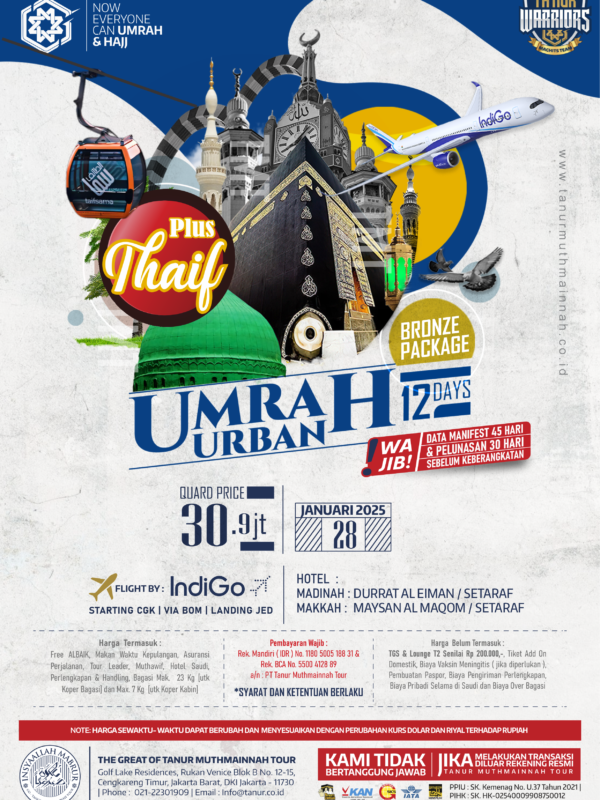 NOW
EVERYONE
CAN UMRAH
& HAJJ
TANUR
WARRIORS
www.tanurmuthmainnah.co.id
IndiGo
Plus
Thaif
BRONZE
PACKAGE
UMRAH
URBAN
12 DAYS
WA
JIB!
DATA MANIFEST 45 HARI
& PELUNASAN 30 HARI
SEBELUM KEBERANGKATAN
QUARD PRICE
30.9jt
JANUARI 2025
28
FLIGHT BY : IndiGo
STARTING CGK | VIA BOM | LANDING JED
HOTEL :
MADINAH : DURRAT AL EIMAN / SETARAF
MAKKAH : MAYSAN AL MAQOM / SETARAF
Harga Termasuk :
Free ALBAIK, Makan Waktu Kepulangan, Asuransi
Perjalanan, Tour Leader, Muthawif, Hotel Saudi,
Perlengkapan & Handling, Bagasi Mak. 23 Kg (utk
Koper Bagasi) dan Max. 7 Kg (utk Koper Kabin)
Pembayaran Wajib :
Rek. Mandiri ( IDR ) No. 1180 5005 188 31 &
Rek. BCA No. 5500 4128 89
a/n : PT Tanur Muthmainnah Tour
*SYARAT DAN KETENTUAN BERLAKU
Harga Belum Termasuk :
TGS & Lounge T2 Senilai Rp 200.000,-. Tiket Add On
Domestik, Biaya Vaksin Meningitis ( jika diperlukan ),
Pembuatan Paspor, Biaya Pengiriman Perlengkapan,
Biaya Pribadi Selama di Saudi dan Biaya Over Bagasi
NOTE: HARGA SEWAKTU- WAKTU DAPAT BERUBAH DAN MENYESUAIKAN DENGAN PERUBAHAN KURS DOLAR DAN RIYAL TERHADAP RUPIAH
INSYAALLAH MABRUR
THE GREAT OF TANUR MUTHMAINNAH TOUR
Golf Lake Residences, Rukan Venice Blok B No. 12-15,
Cengkareng Timur, Jakarta Barat, DKI Jakarta - 11730
| Phone : 021-22301909 | Email : Info@tanur.co.id
KAMI TIDAK
BERTANGGUNG JAWAB
JIKA MELAKUKAN TRANSAKSI
DILUAR REKENING RESMI
TANUR MUTHMAINNAH TOUR
KAN
IATA
PPIU : SK. Kemenag No. U.37 Tahun 2021 |
PIHK : SK. HK-02540009908750012